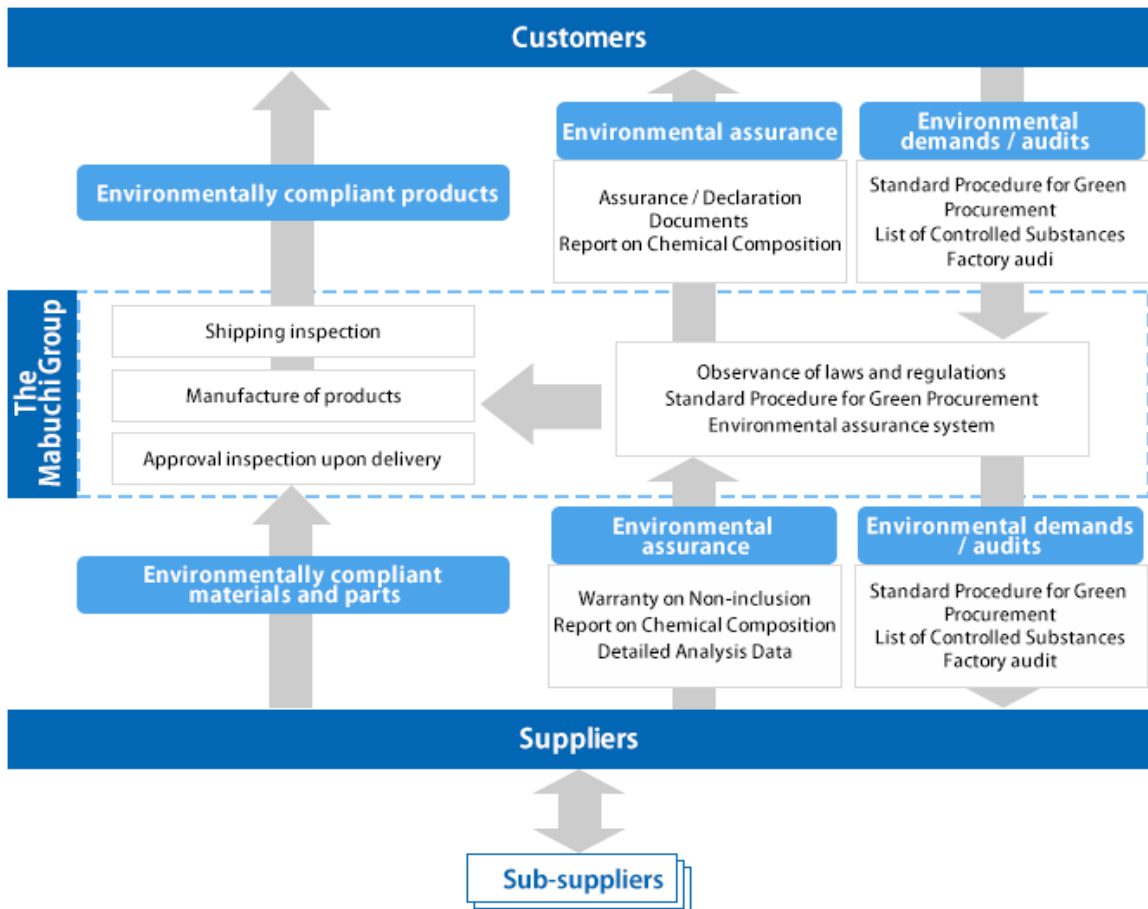 Customers
Environmentally compliant products
Environmental assurance
Assurance / Declaration
Documents
Report on Chemical Composition
Environmental
demands / audits
Standard Procedure for Green
Procurement
List of Controlled Substances
Factory audi
The
Mabuchi Group
Shipping inspection
Manufacture of products
Approval inspection upon delivery
Observance of laws and regulations
Standard Procedure for Green Procurement
Environmental assurance system
Environmentally compliant
materials and parts
Environmental
assurance
Warranty on Non-inclusion
Report on Chemical Composition
Detailed Analysis Data
Environmental demands
/ audits
Standard Procedure for Green
Procurement
List of Controlled Substances
Factory audit
Suppliers
Sub-suppliers